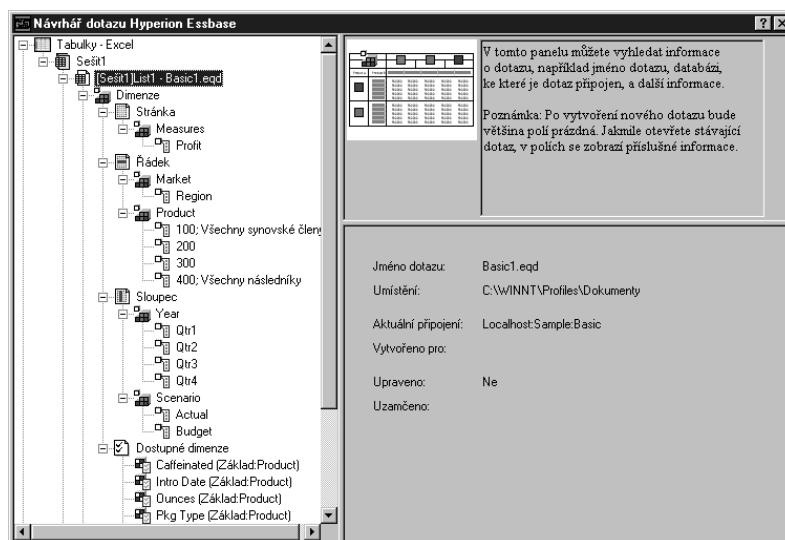 Návrhář dotazu Hyperion Essbase
Tabulky - Excel
Sešit1
[Sešit1]List1 - Basic1.eqd
Dimenze
Stránka
Measures
Profit
Řádek
Market
Region
Product
100; Všechny synovské členy
200
300
400; Všechny následníky
Sloupec
Year
Qtr1
Qtr2
Qtr3
Qtr4
Scenario
Actual
Budget
Dostupné dimenze
Caffeinated (Základ:Product)
Intro Date (Základ:Product)
Ounces (Základ:Product)
Pkg Type (Základ:Product)
V tomto panelu můžete vyhledat informace
o dotazu, například jméno dotazu, databázi,
ke které je dotaz připojen, a další informace.
Poznámka: Po vytvoření nového dotazu bude
většina polí prázdná. Jakmile otevřete stávající
dotaz, v polích se zobrazí příslušné informace.
Jméno dotazu: Basic1.eqd
Umístění: C:\WINNT\Profiles\Dokumenty
Aktuální připojení: Localhost:Sample:Basic
Vytvořeno pro:
Upraveno: Ne
Uzamčeno: